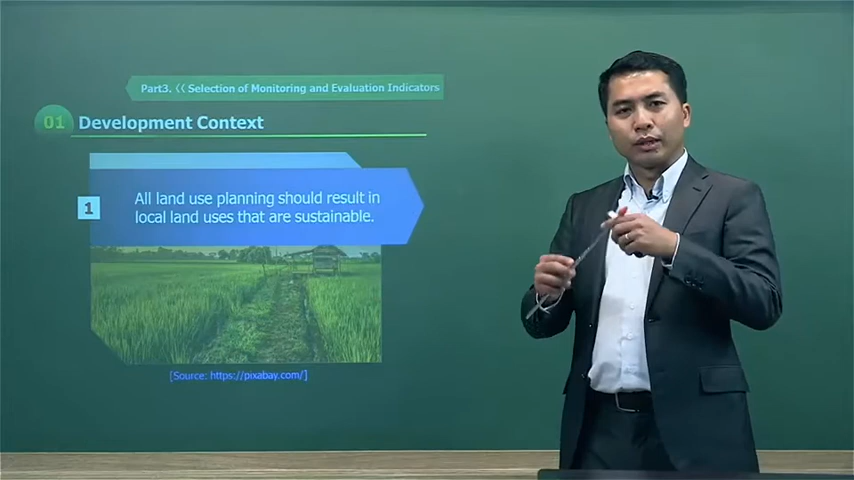 Part3. 《 Selection of Monitoring and Evaluation Indicators
01 Development Context
1
All land use planning should result in
local land uses that are sustainable.
[Source: https://pixabay.com/]